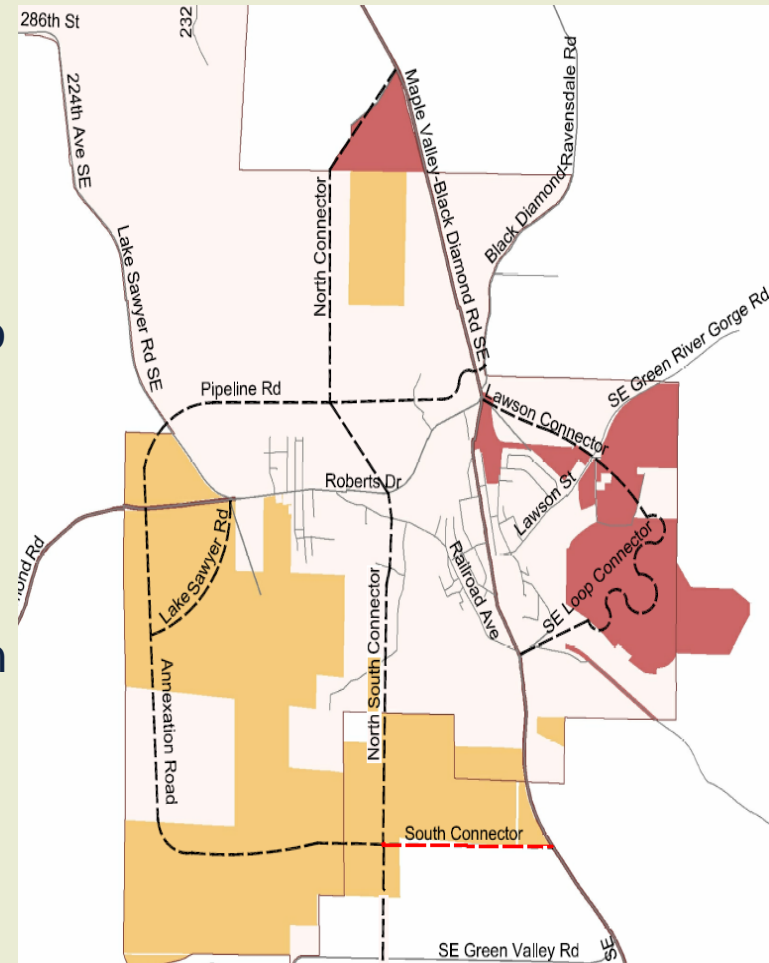 286th St
232
224th Ave SE
Maple Valley-Black Diamond Rd SE
Black Diamond-Ravensdale Rd
North Connector
Lake Sawyer Rd SE
SE Green River Gorge Rd
Pipeline Rd
Lawson Connector
Roberts Dr
Lawson St
Lake Sawyer Rd
Railroad Ave
SE Loop Connector
North South Connector
Annexation Road
South Connector
SE Green Valley Rd
SE